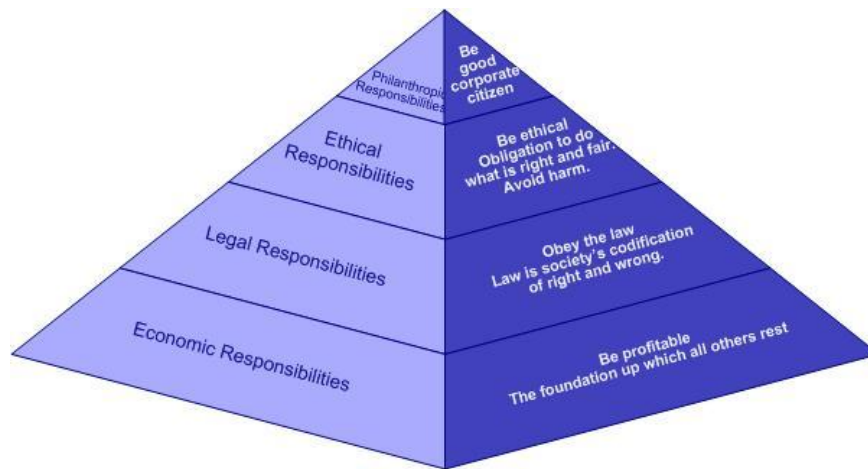 Philanthropic
Responsibilities
Be
good
corporate
citizen
Ethical
Responsibilities
Be ethical
Obligation to do
what is right and fair.
Avoid harm.
Legal Responsibilities
Obey the law
Law is society's codification
of right and wrong.
Economic Responsibilities
Be profitable
The foundation up which all others rest